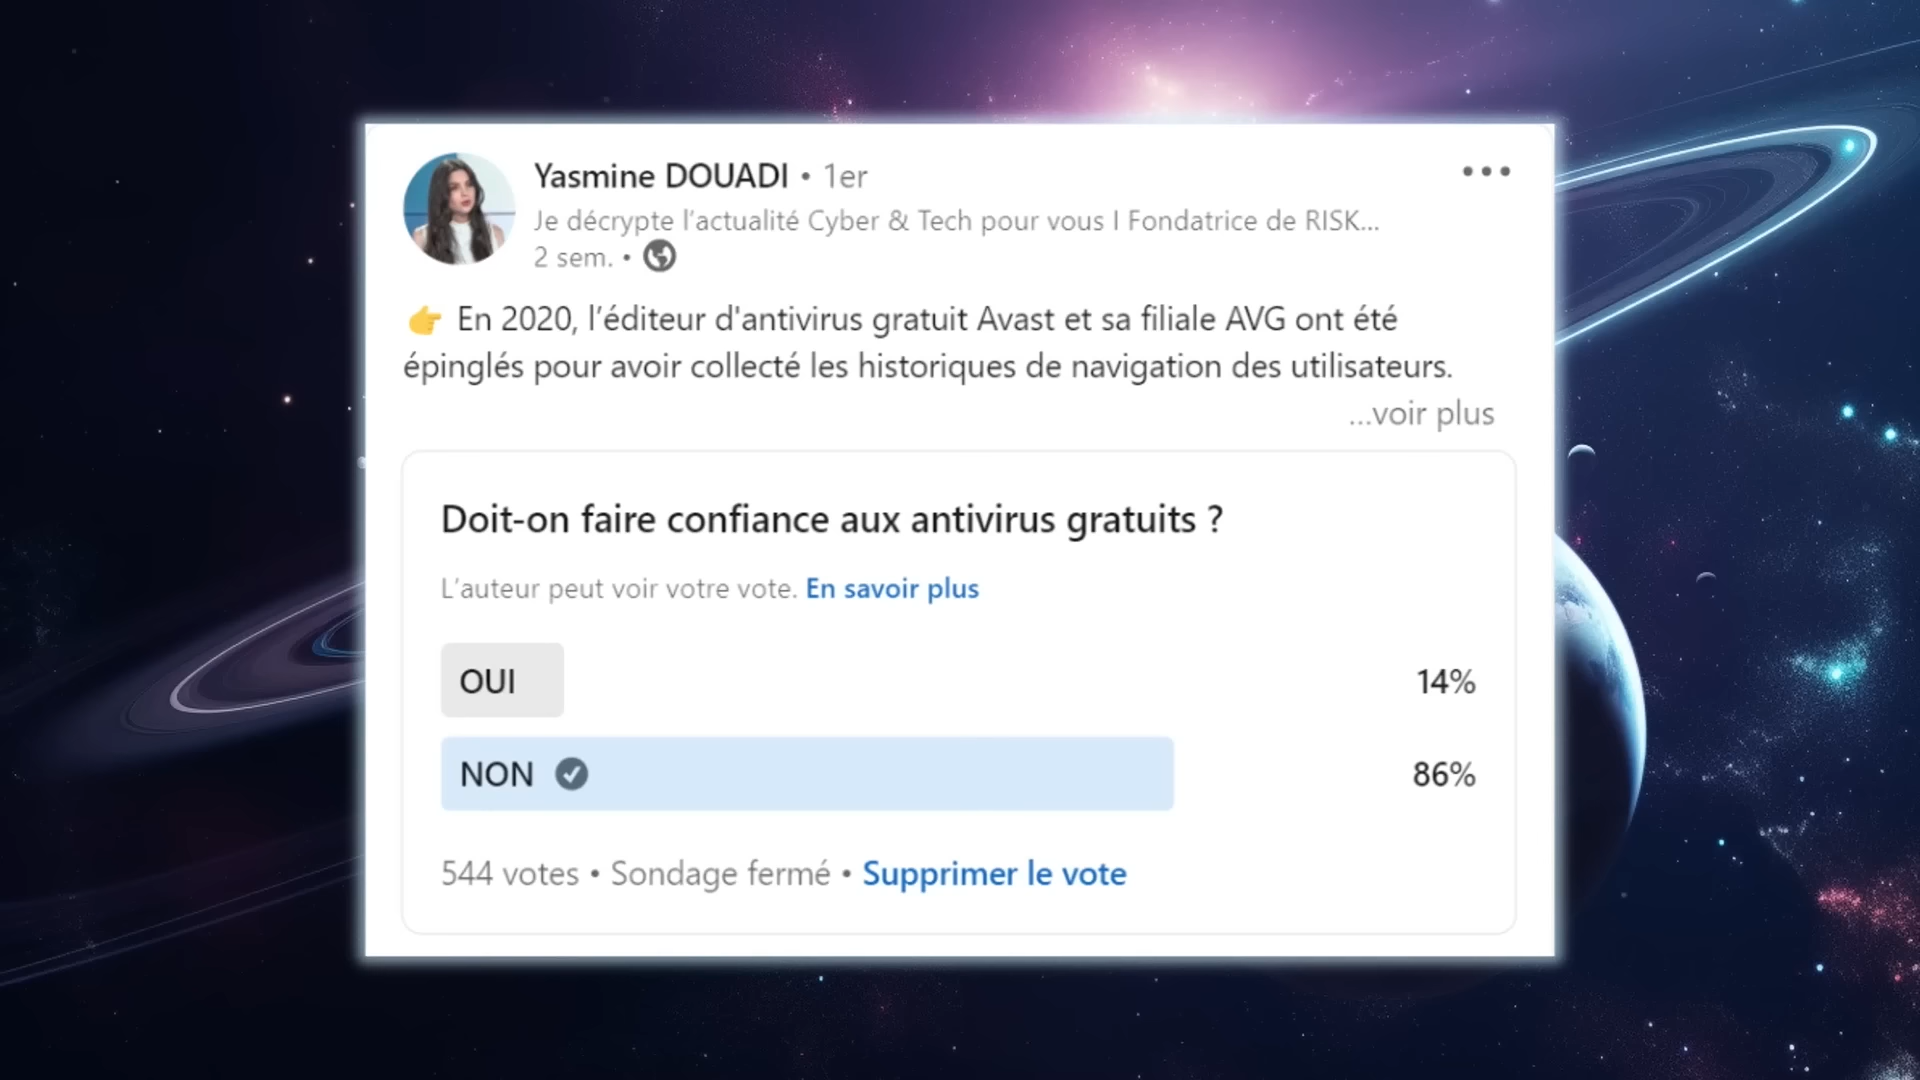 Yasmine DOUADI • 1er
Je décrypte l'actualité Cyber & Tech pour vous I Fondatrice de RISK...
2 sem. •
👉 En 2020, l'éditeur d'antivirus gratuit Avast et sa filiale AVG ont été
épinglés pour avoir collecté les historiques de navigation des utilisateurs.
...voir plus
Doit-on faire confiance aux antivirus gratuits ?
L'auteur peut voir votre vote. En savoir plus
OUI 14%
NON 86%
544 votes • Sondage fermé • Supprimer le vote